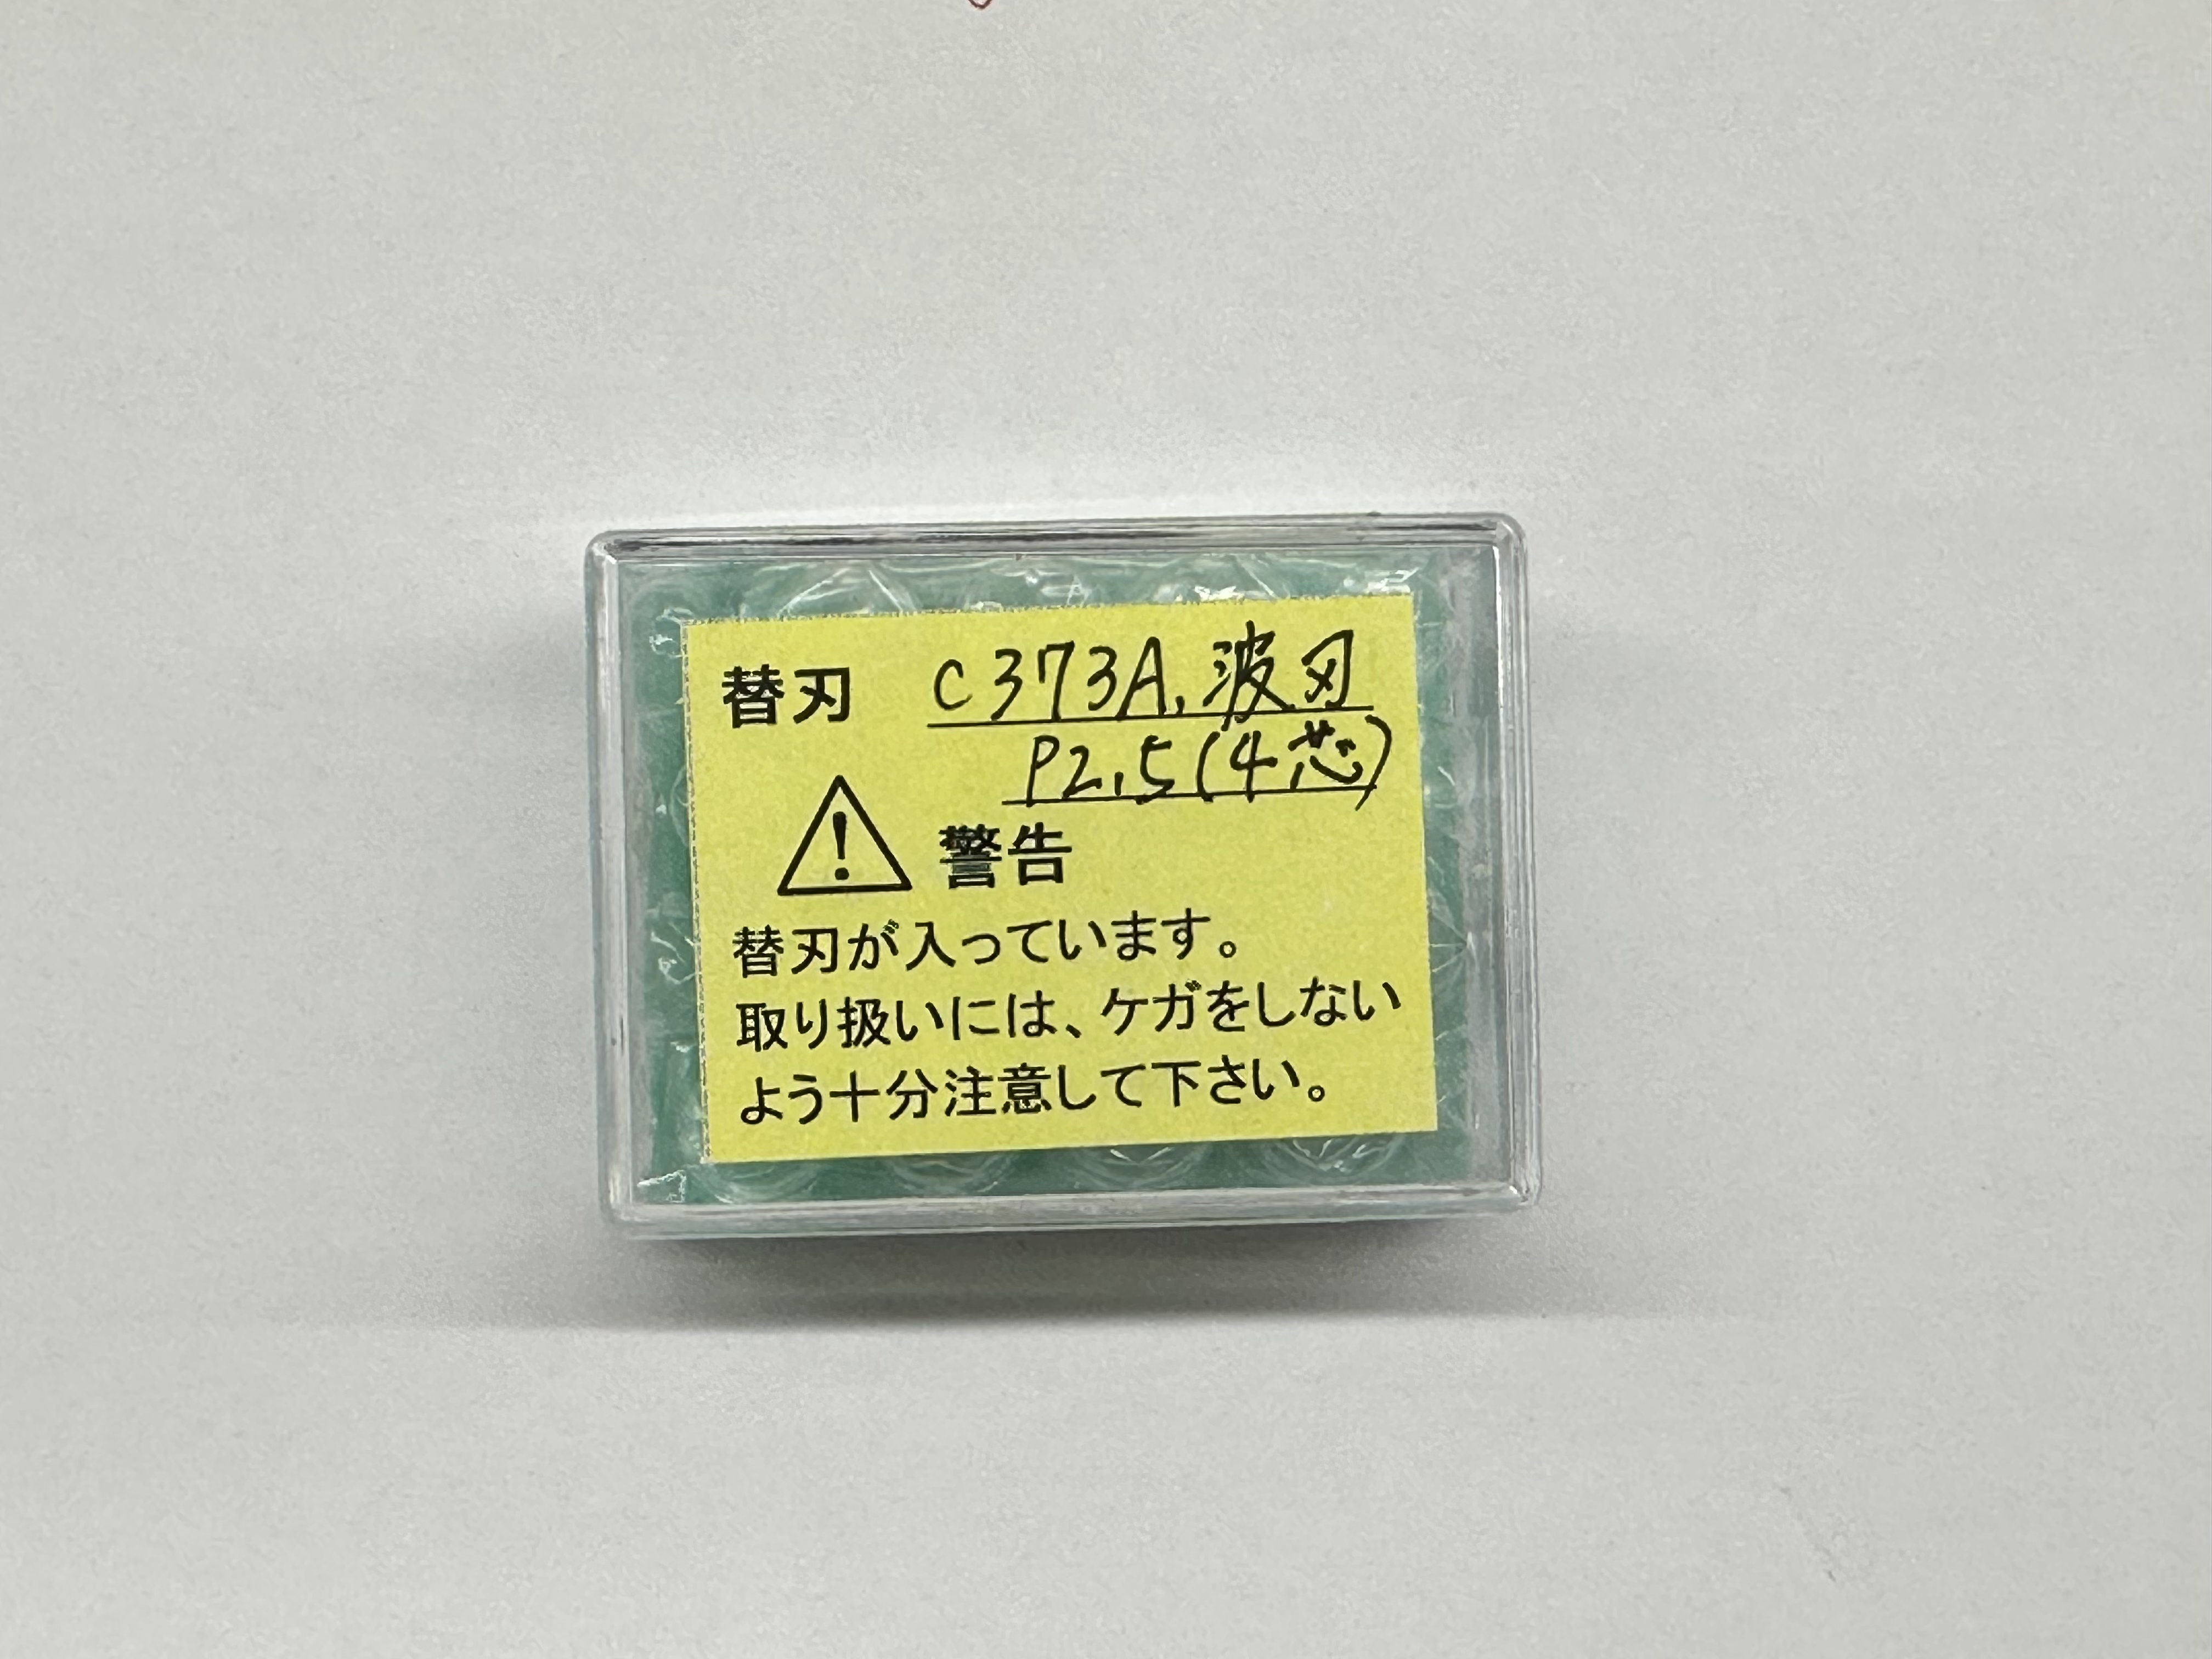 替刃 C373A.波刃
P2.5(4芯)
警告
替刃が入っています。
取り扱いには、ケガをしない
よう十分注意して下さい。